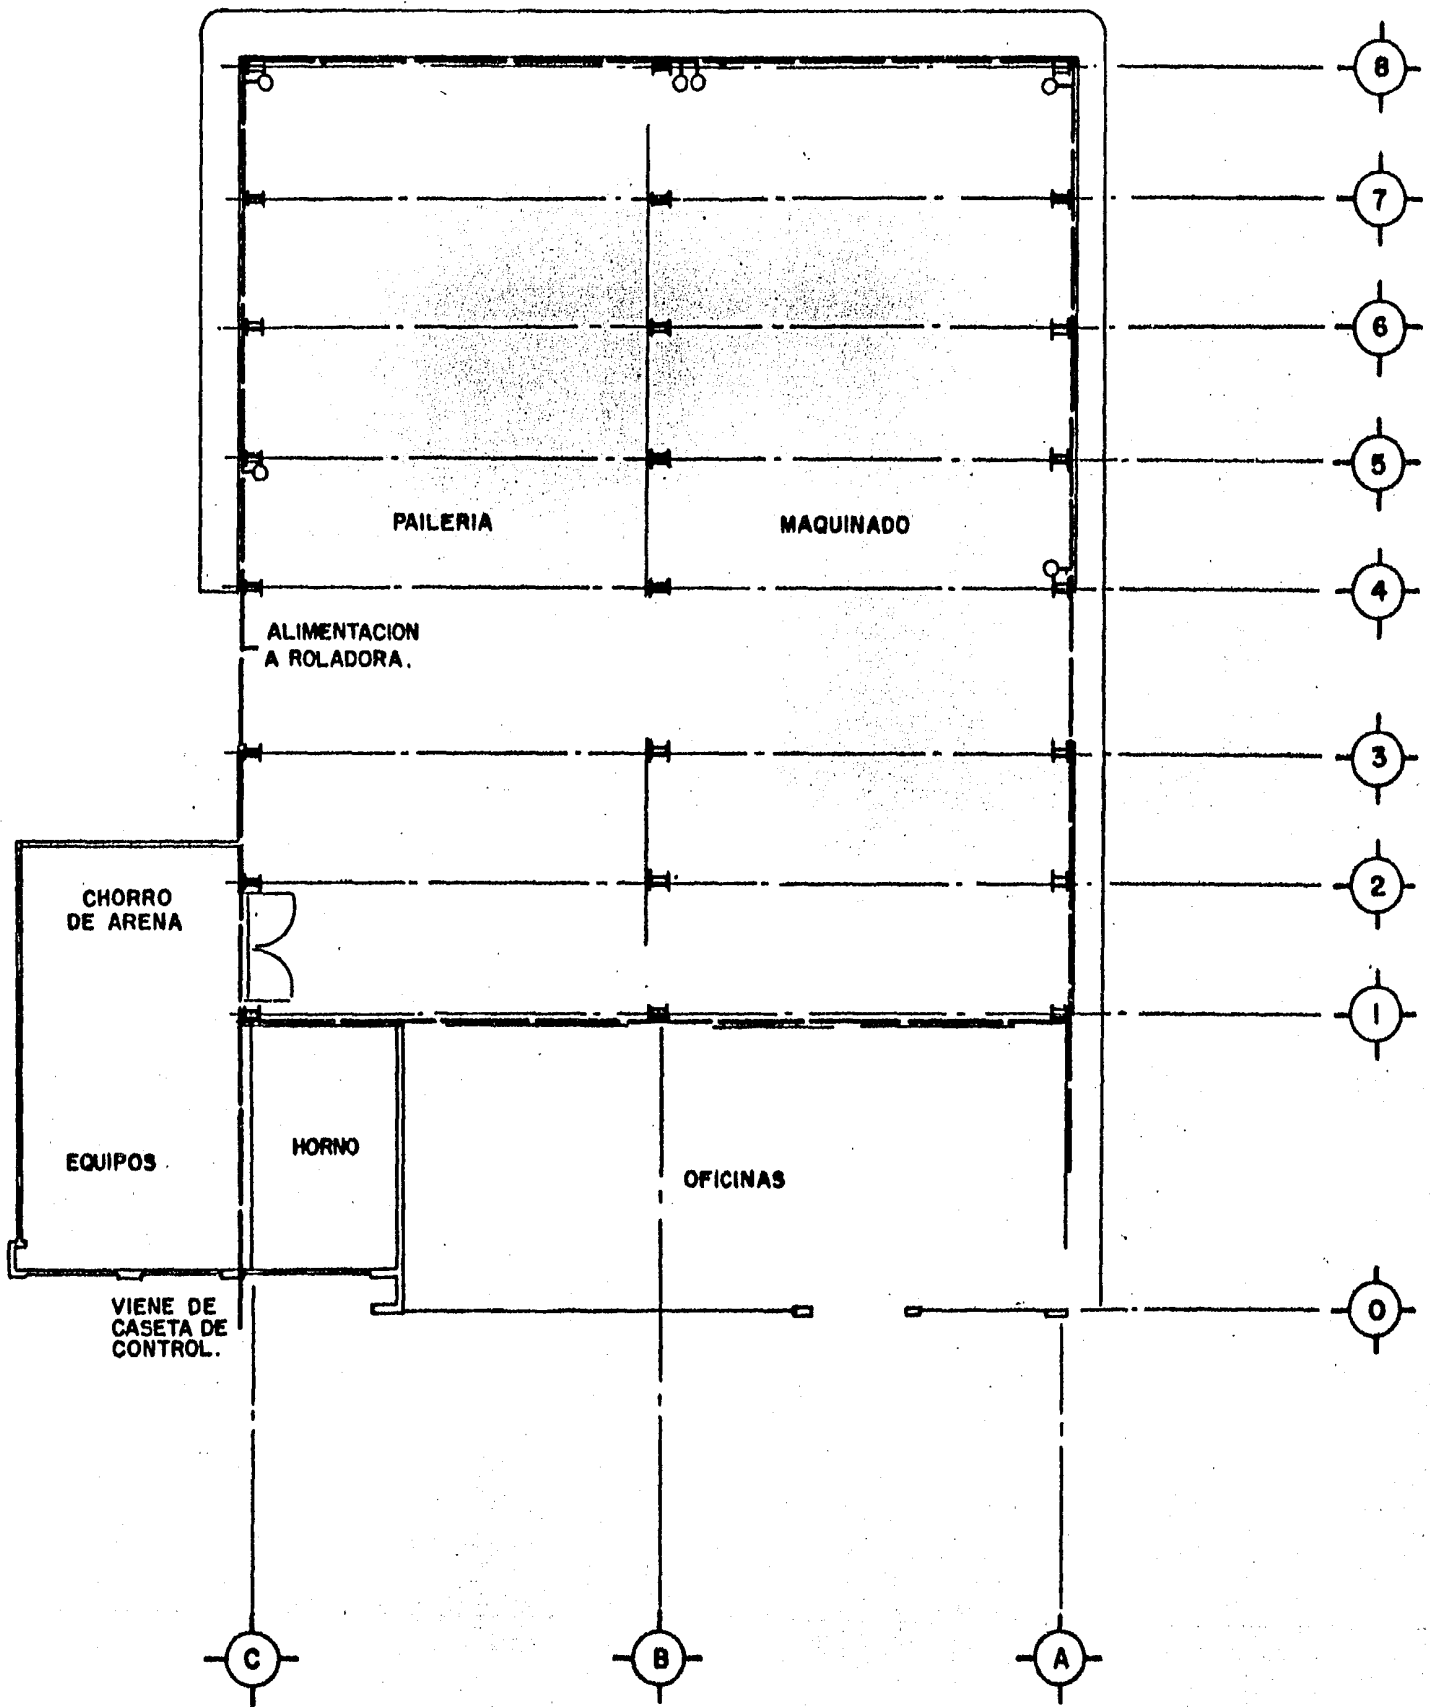 8
7
6
5
PAILERIA
MAQUINADO
4
ALIMENTACION
A ROLADORA.
3
CHORRO
DE ARENA
2
1
HORNO
EQUIPOS
OFICINAS
VIENE DE
CASETA DE
CONTROL.
0
C
B
A